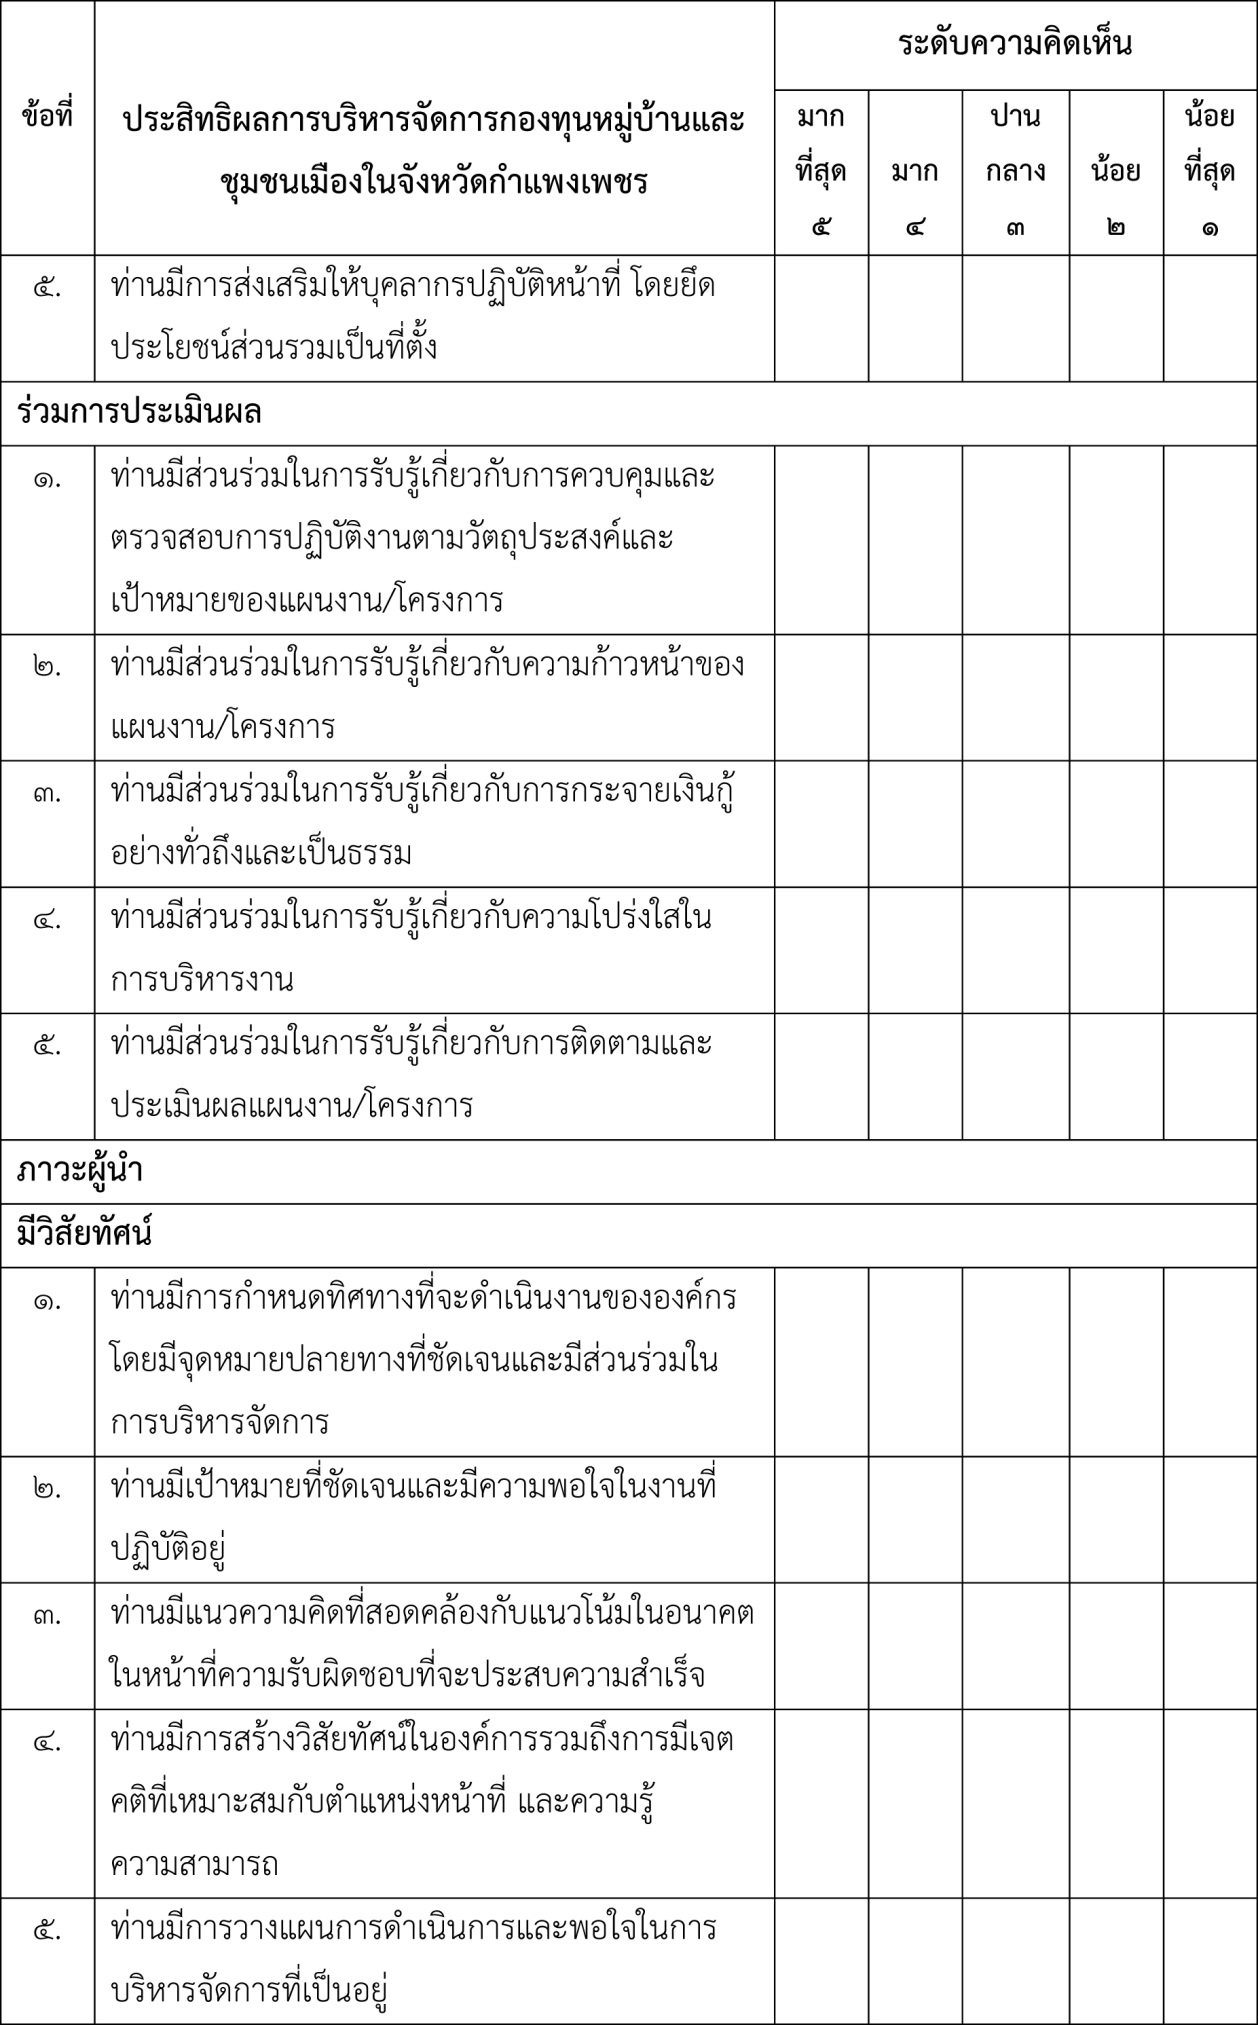 ระดับความคิดเห็น
ข้อที่
ประสิทธิผลการบริหารจัดการกองทุนหมู่บ้านและ
ชุมชนเมืองในจังหวัดกำแพงเพชร
มาก
ที่สุด
๕
มาก
๔
ปาน
กลาง
๓
น้อย
๒
น้อย
ที่สุด
๑
๕. ท่านมีการส่งเสริมให้บุคลากรปฏิบัติหน้าที่ โดยยึด
ประโยชน์ส่วนรวมเป็นที่ตั้ง
ร่วมการประเมินผล
๑. ท่านมีส่วนร่วมในการรับรู้เกี่ยวกับการควบคุมและ
ตรวจสอบการปฏิบัติงานตามวัตถุประสงค์และ
เป้าหมายของแผนงาน/โครงการ
๒. ท่านมีส่วนร่วมในการรับรู้เกี่ยวกับความก้าวหน้าของ
แผนงาน/โครงการ
๓. ท่านมีส่วนร่วมในการรับรู้เกี่ยวกับการกระจายเงินกู้
อย่างทั่วถึงและเป็นธรรม
๔. ท่านมีส่วนร่วมในการรับรู้เกี่ยวกับความโปร่งใสใน
การบริหารงาน
๕. ท่านมีส่วนร่วมในการรับรู้เกี่ยวกับการติดตามและ
ประเมินผลแผนงาน/โครงการ
ภาวะผู้นำ
มีวิสัยทัศน์
๑. ท่านมีการกำหนดทิศทางที่จะดำเนินงานขององค์กร
โดยมีจุดหมายปลายทางที่ชัดเจนและมีส่วนร่วมใน
การบริหารจัดการ
๒. ท่านมีเป้าหมายที่ชัดเจนและมีความพอใจในงานที่
ปฏิบัติอยู่
๓. ท่านมีแนวความคิดที่สอดคล้องกับแนวโน้มในอนาคต
ในหน้าที่ความรับผิดชอบที่จะประสบความสำเร็จ
๔. ท่านมีการสร้างวิสัยทัศน์ในองค์การรวมถึงการมีเจต
คติที่เหมาะสมกับตำแหน่งหน้าที่ และความรู้
ความสามารถ
๕. ท่านมีการวางแผนการดำเนินการและพอใจในการ
บริหารจัดการที่เป็นอยู่